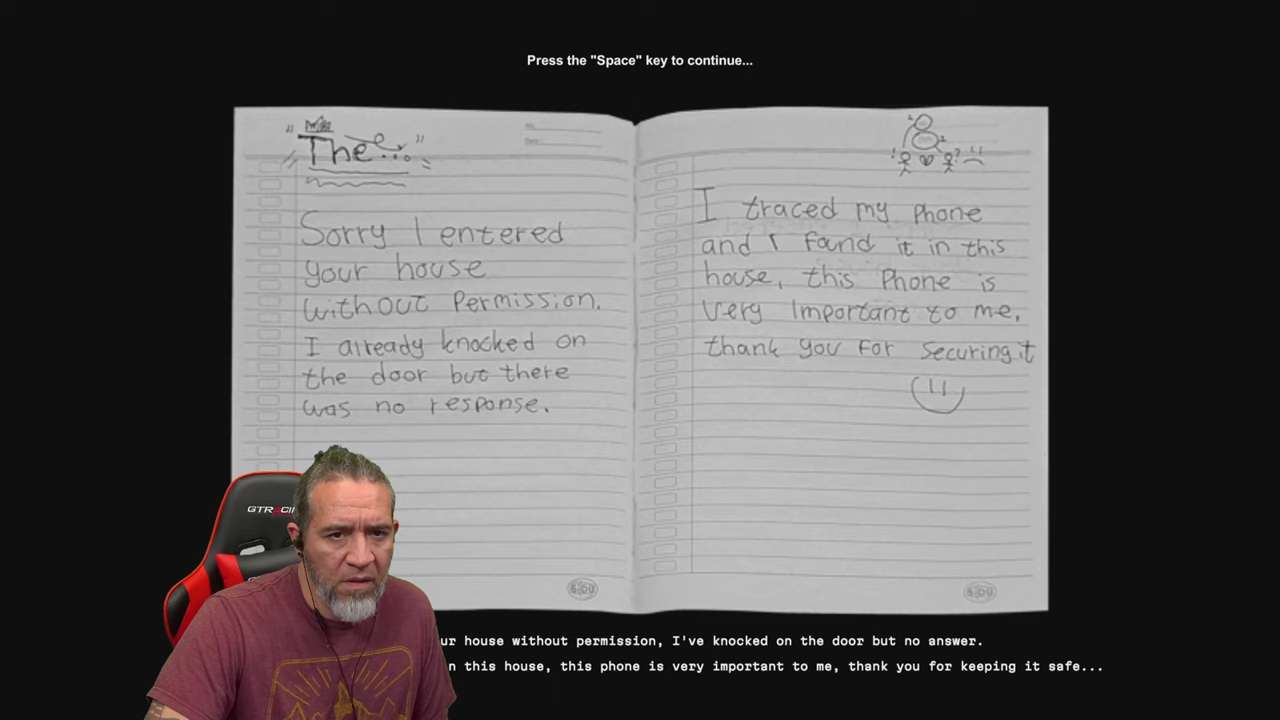 Press the "Space" key to continue...
The...
Sorry I entered
your house
without Permission.
I already knocked on
the door but there
was no response.
I traced my Phone
and I found it in this
house, this Phone is
very Important to me,
thank you For securing it
GTRACIN
ur house without permission, I've knocked on the door but no answer.
n this house, this phone is very important to me, thank you for keeping it safe...